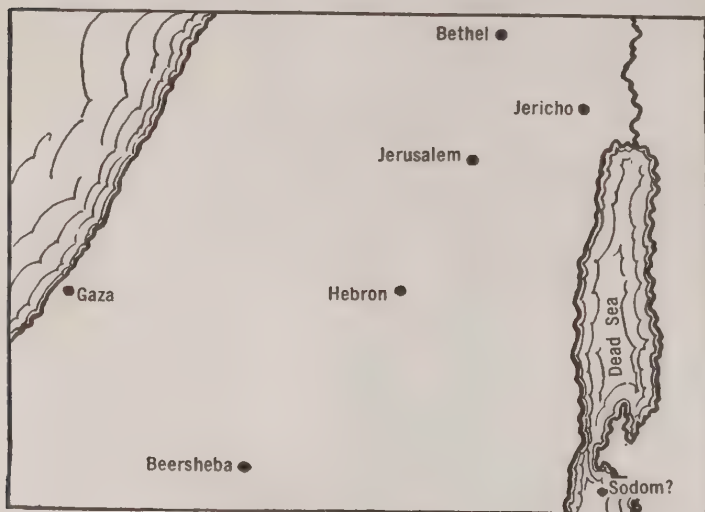 Bethel
Jericho
Jerusalem
Gaza
Hebron
Dead Sea
Beersheba
Sodom?